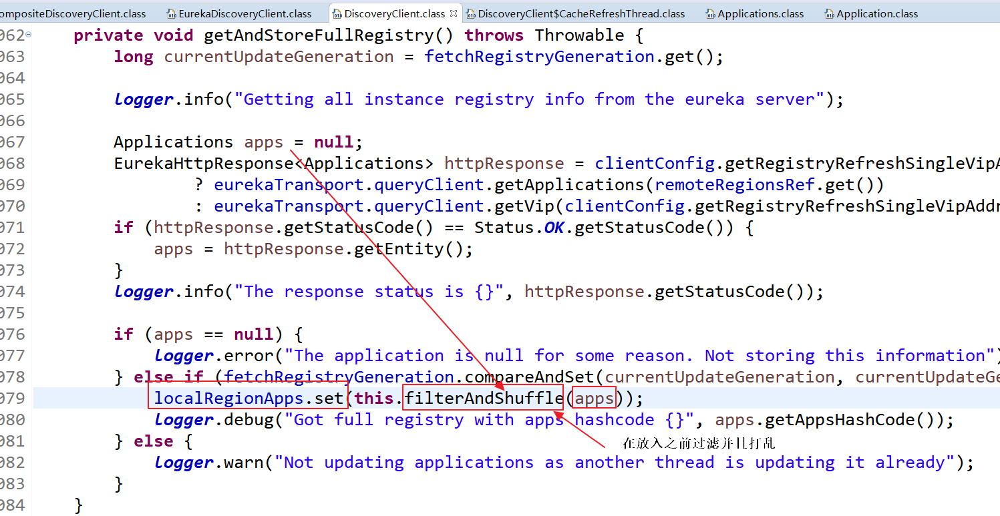 ompositeDiscoveryClient.class EurekaDiscoveryClient.class DiscoveryClient.class DiscoveryClient$CacheRefreshThread.class Applications.class Application.class
062 private void getAndStoreFullRegistry() throws Throwable {
063 long currentUpdateGeneration = fetchRegistryGeneration.get();
064
065 logger.info("Getting all instance registry info from the eureka server");
066
067 Applications apps = null;
068 EurekaHttpResponse<Applications> httpResponse = clientConfig.getRegistryRefreshSingleVipA
069 ? eurekaTransport.queryClient.getApplications(remoteRegionsRef.get())
070 : eurekaTransport.queryClient.getVip(clientConfig.getRegistryRefreshSingleVipAddr
071 if (httpResponse.getStatusCode() == Status.OK.getStatusCode()) {
072 apps = httpResponse.getEntity();
073 }
074 logger.info("The response status is {}", httpResponse.getStatusCode());
075
076 if (apps == null) {
077 logger.error("The application is null for some reason. Not storing this information")
078 } else if (fetchRegistryGeneration.compareAndSet(currentUpdateGeneration, currentUpdateGe
079 localRegionApps.set(this.filterAndShuffle(apps));
080 logger.debug("Got full registry with apps hashcode {}", apps.getAppsHashCode());
081 } else {
在放入之前过滤并且打乱
082 logger.warn("Not updating applications as another thread is updating it already");
083 }
084 }